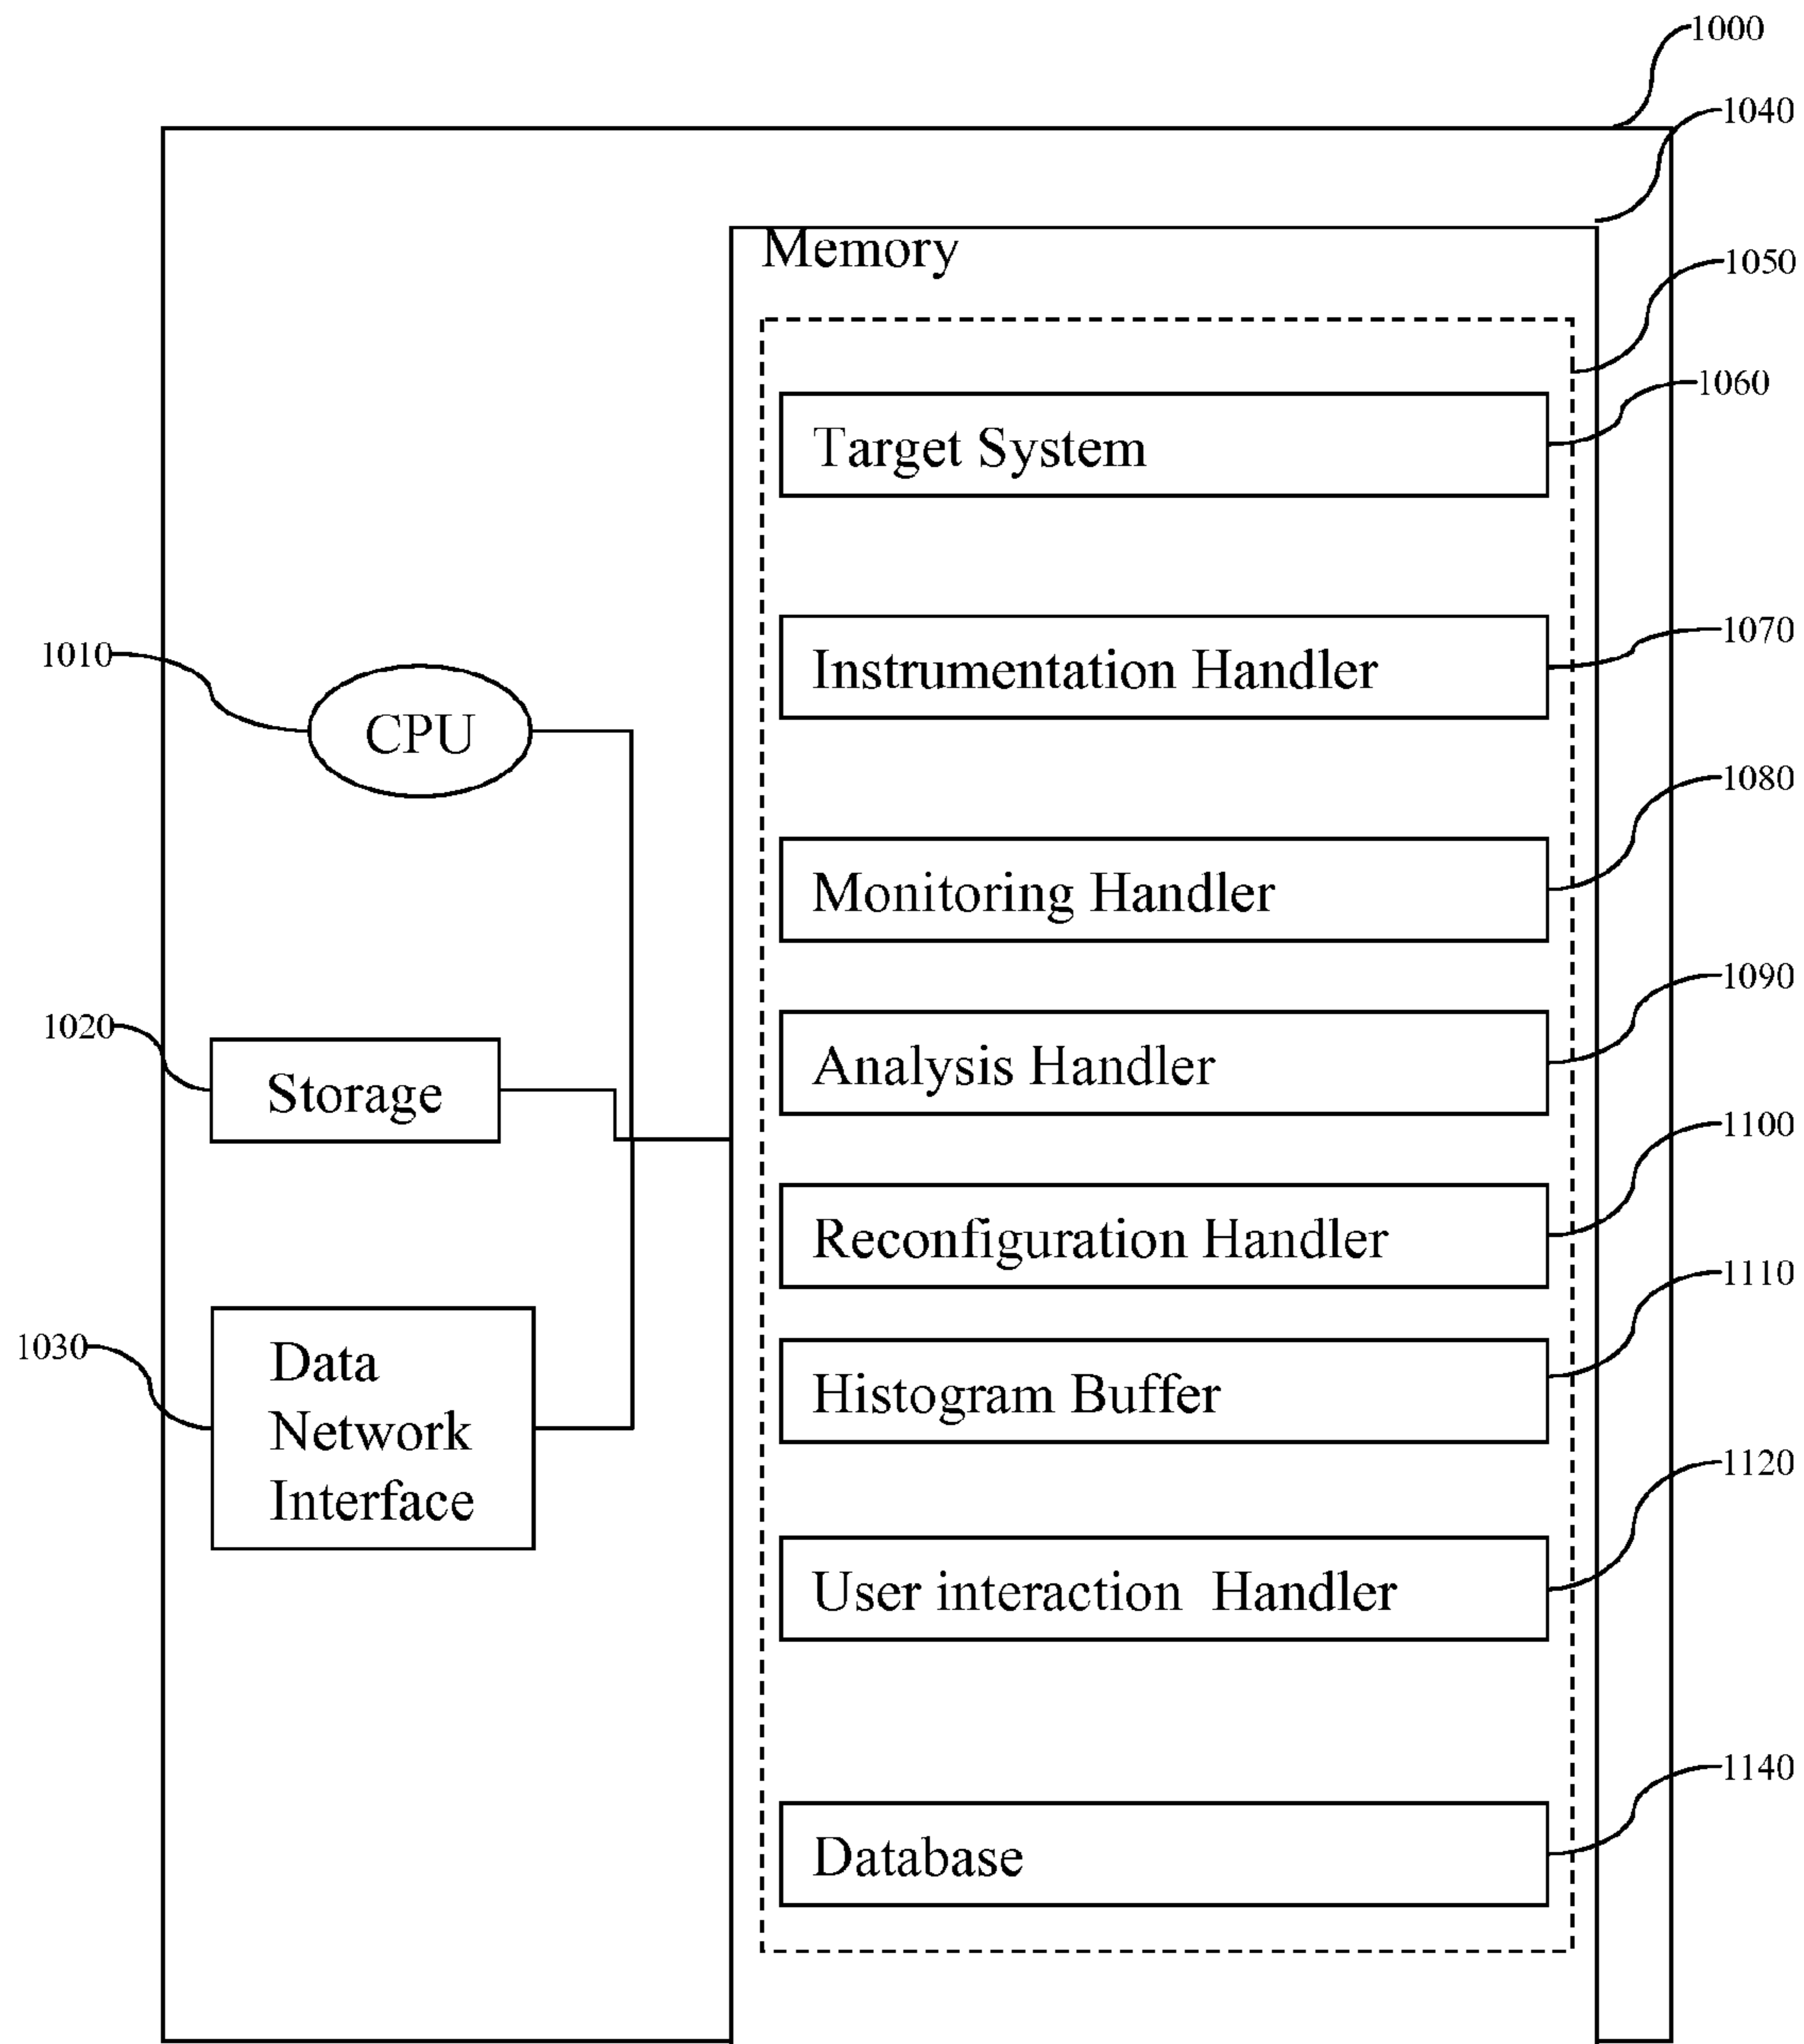 1000
1040
Memory
1050
1060
Target System
1070
Instrumentation Handler
1010
CPU
1080
Monitoring Handler
1090
1020
Storage
Analysis Handler
1100
Reconfiguration Handler
1110
1030
Data
Network
Interface
Histogram Buffer
1120
User interaction Handler
1140
Database